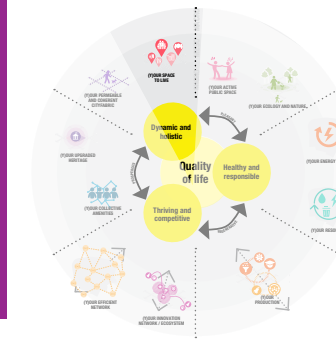 (Y)OUR SPACE
TO LIVE
(Y)OUR PERMEABLE
AND COHERENT
CITYFABRIC
(Y)OUR ACTIVE
PUBLIC SPACE
(Y)OUR ECOLOGY AND NATURE
Dynamic and
holistic
(Y)OUR UPGRADED
HERITAGE
Quality
of life
Healthy and
responsible
(Y)OUR ENERGY
(Y)OUR COLLECTIVE
AMENITIES
Thriving and
competitive
(Y)OUR EFFICIENT
NETWORK
(Y)OUR INNOVATION
NETWORK / ECOSYSTEM
(Y)OUR
PRODUCTION